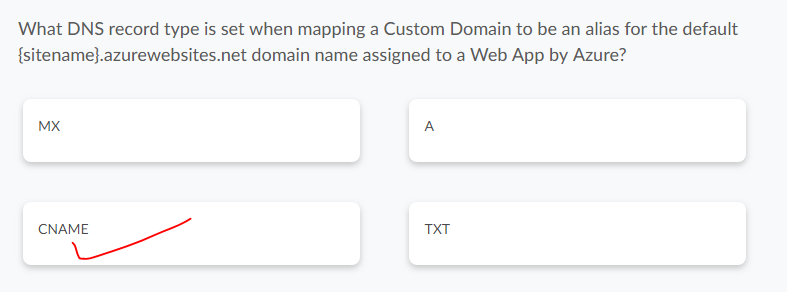 What DNS record type is set when mapping a Custom Domain to be an alias for the default
{sitename}.azurewebsites.net domain name assigned to a Web App by Azure?
MX
A
CNAME
TXT